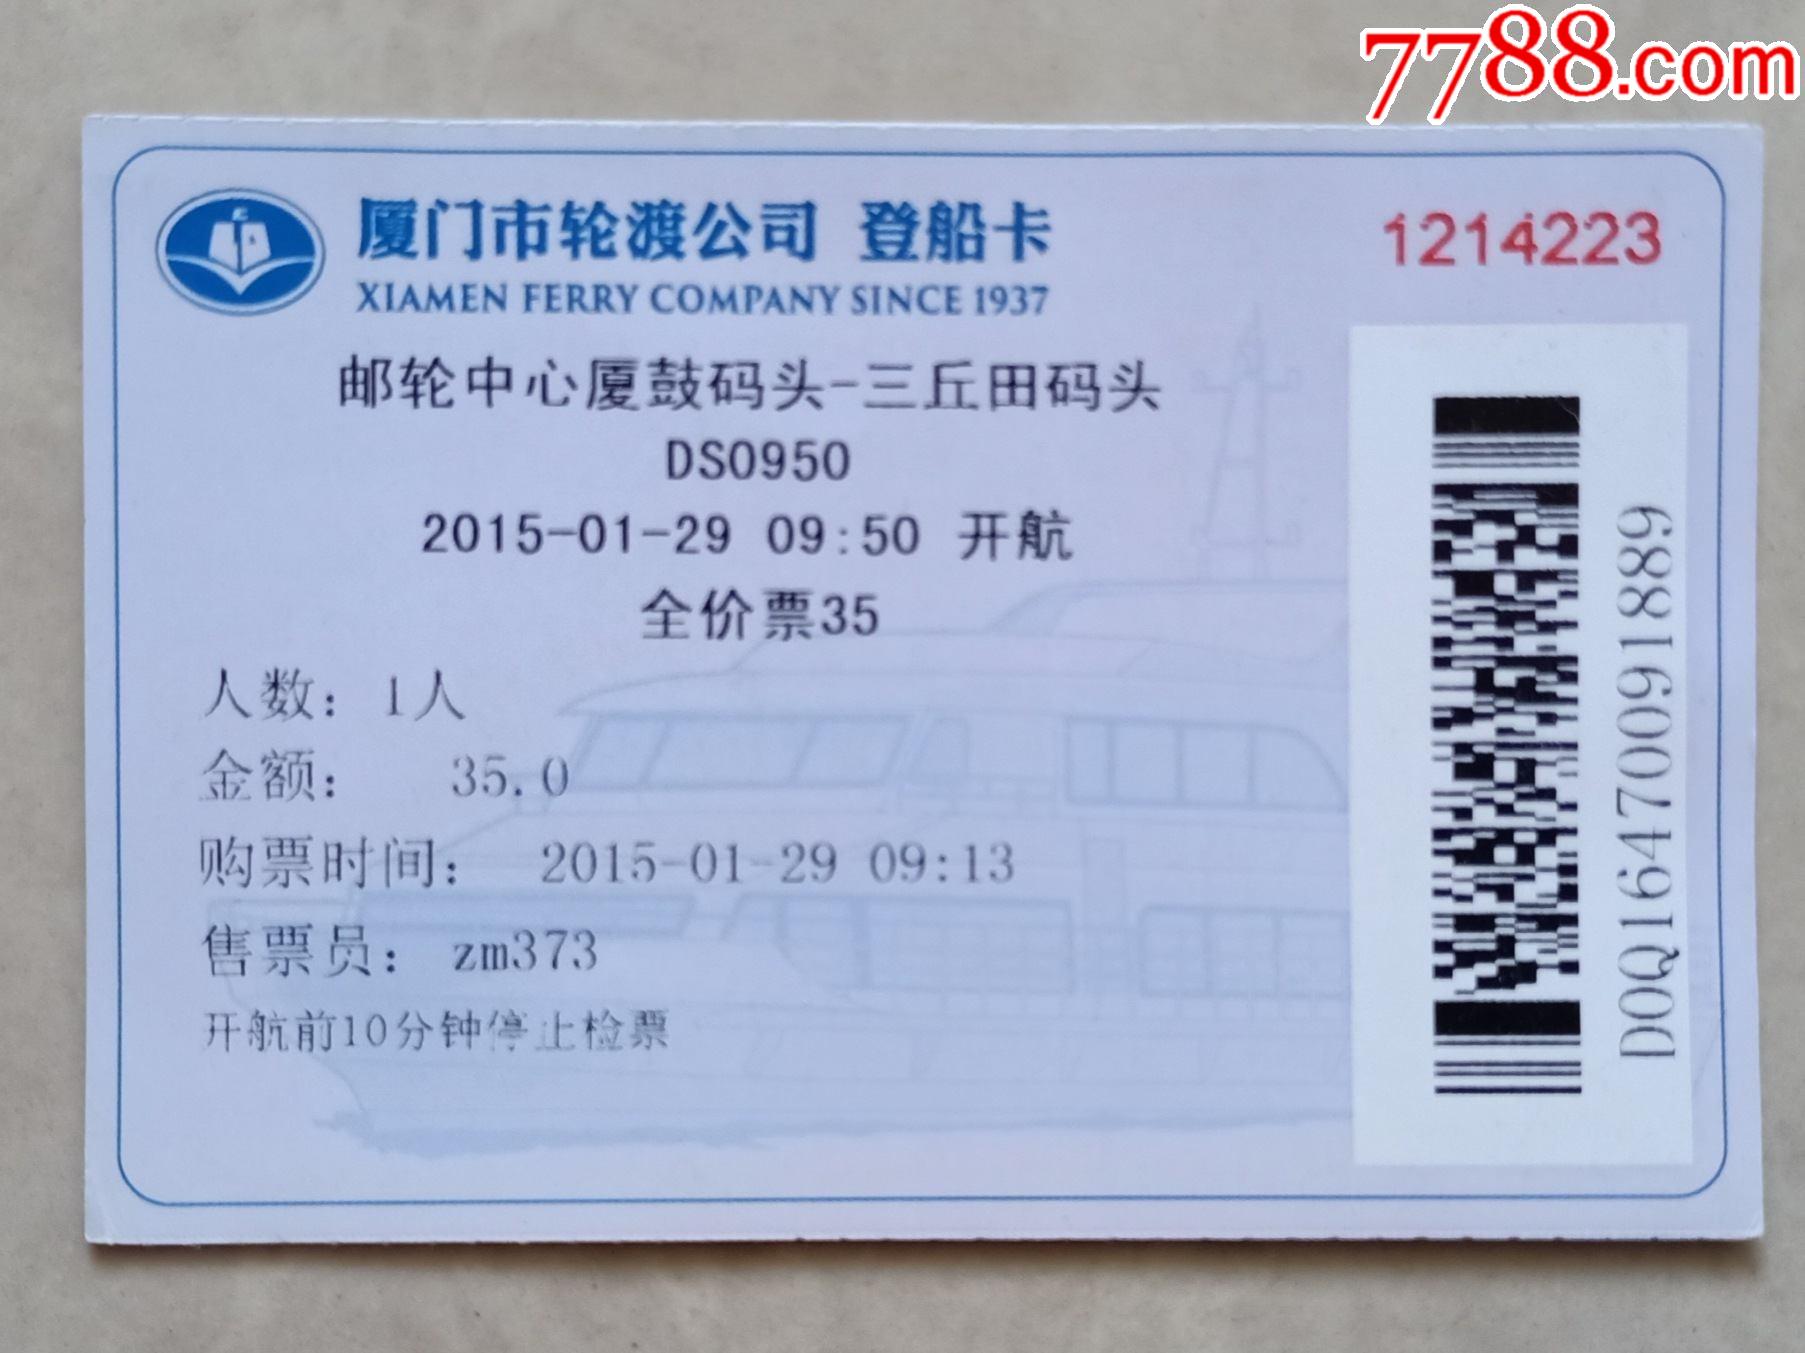 7788.com
厦门市轮渡公司 登船卡
1214223
XIAMEN FERRY COMPANY SINCE 1937
邮轮中心厦鼓码头-三丘田码头
DS0950
2015-01-29 09:50 开航
全价票35
人数: 1人
金额: 35.0
购票时间: 2015-01-29 09:13
售票员: zm373
开航前10分钟停止检票
D0Q1647009188​9